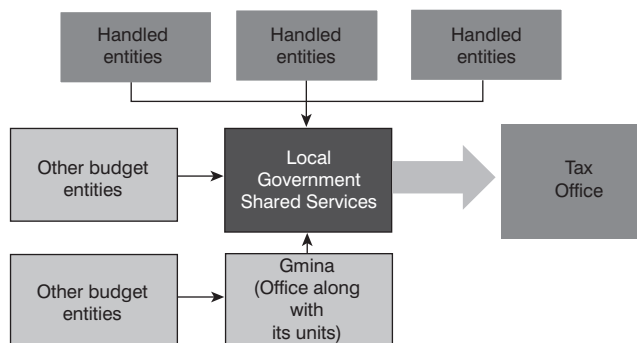 Handled
entities
Handled
entities
Handled
entities
Other budget
entities
Local
Government
Shared Services
Tax
Office
Other budget
entities
Gmina
(Office along
with
its units)